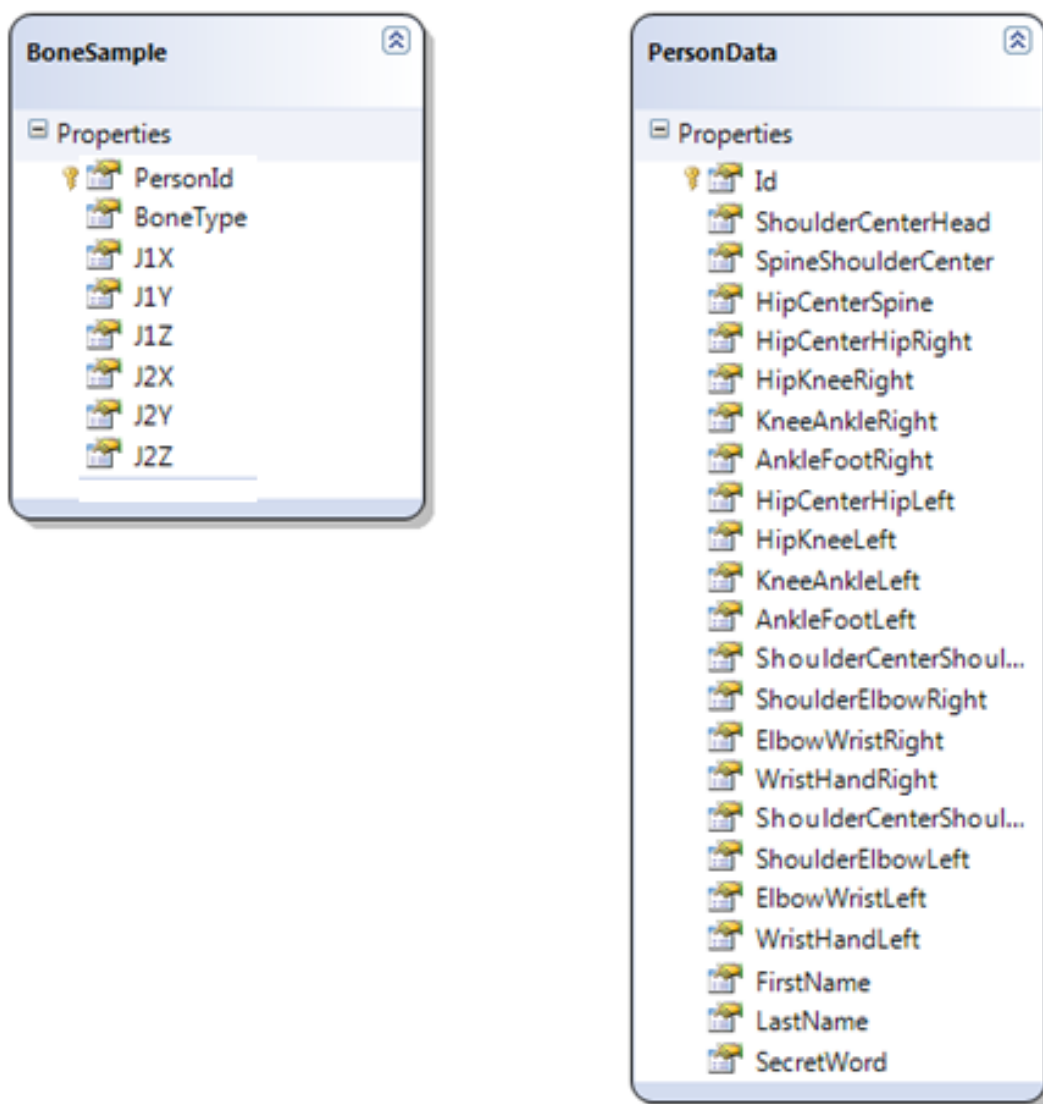 BoneSample
Properties
PersonId
BoneType
J1X
J1Y
J1Z
J2X
J2Y
J2Z
PersonData
Properties
Id
ShoulderCenterHead
SpineShoulderCenter
HipCenterSpine
HipCenterHipRight
HipKneeRight
KneeAnkleRight
AnkleFootRight
HipCenterHipLeft
HipKneeLeft
KneeAnkleLeft
AnkleFootLeft
ShoulderCenterShoul...
ShoulderElbowRight
ElbowWristRight
WristHandRight
ShoulderCenterShoul...
ShoulderElbowLeft
ElbowWristLeft
WristHandLeft
FirstName
LastName
SecretWord